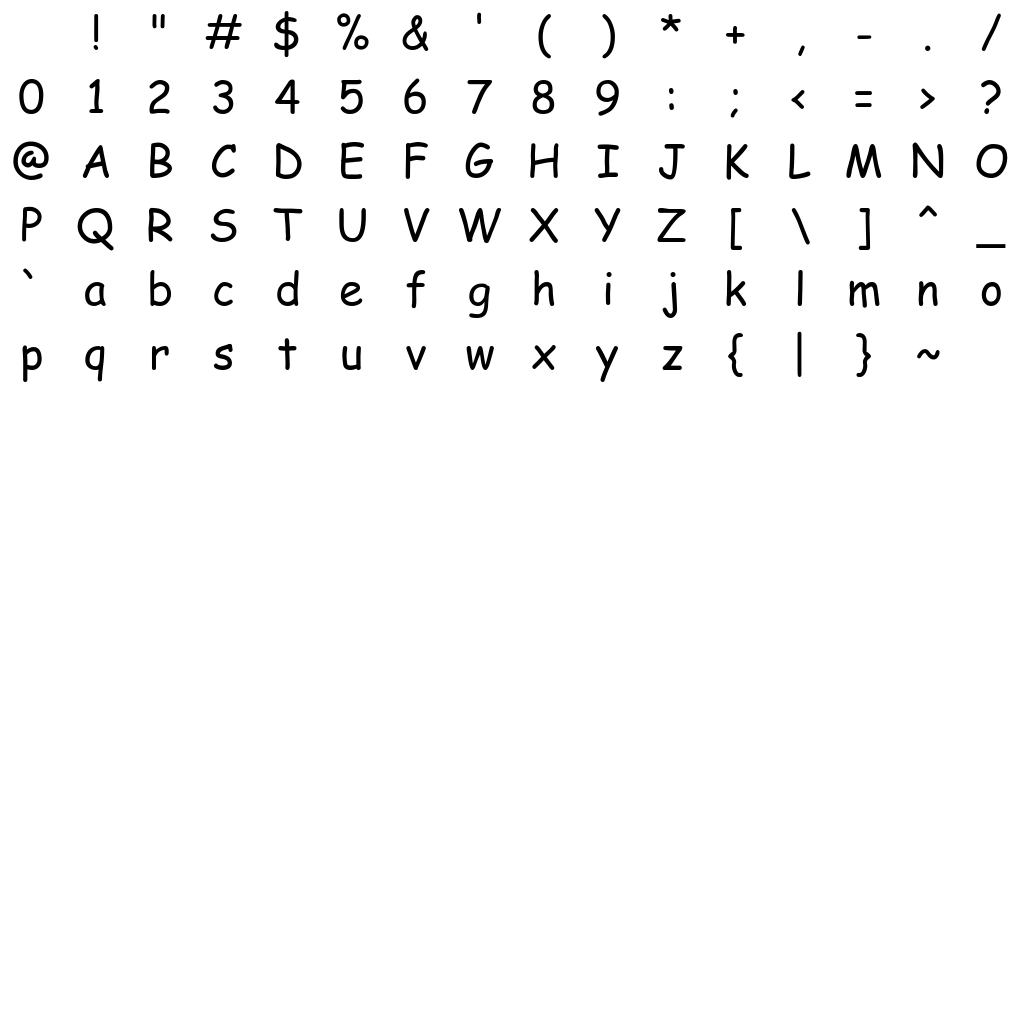 ! " # $ % & ' ( ) * + , - . /
0 1 2 3 4 5 6 7 8 9 : ; < = > ?
@ A B C D E F G H I J K L M N O
P Q R S T U V W X Y Z [ \ ] ^ _
` a b c d e f g h i j k l m n o
p q r s t u v w x y z { | } ~